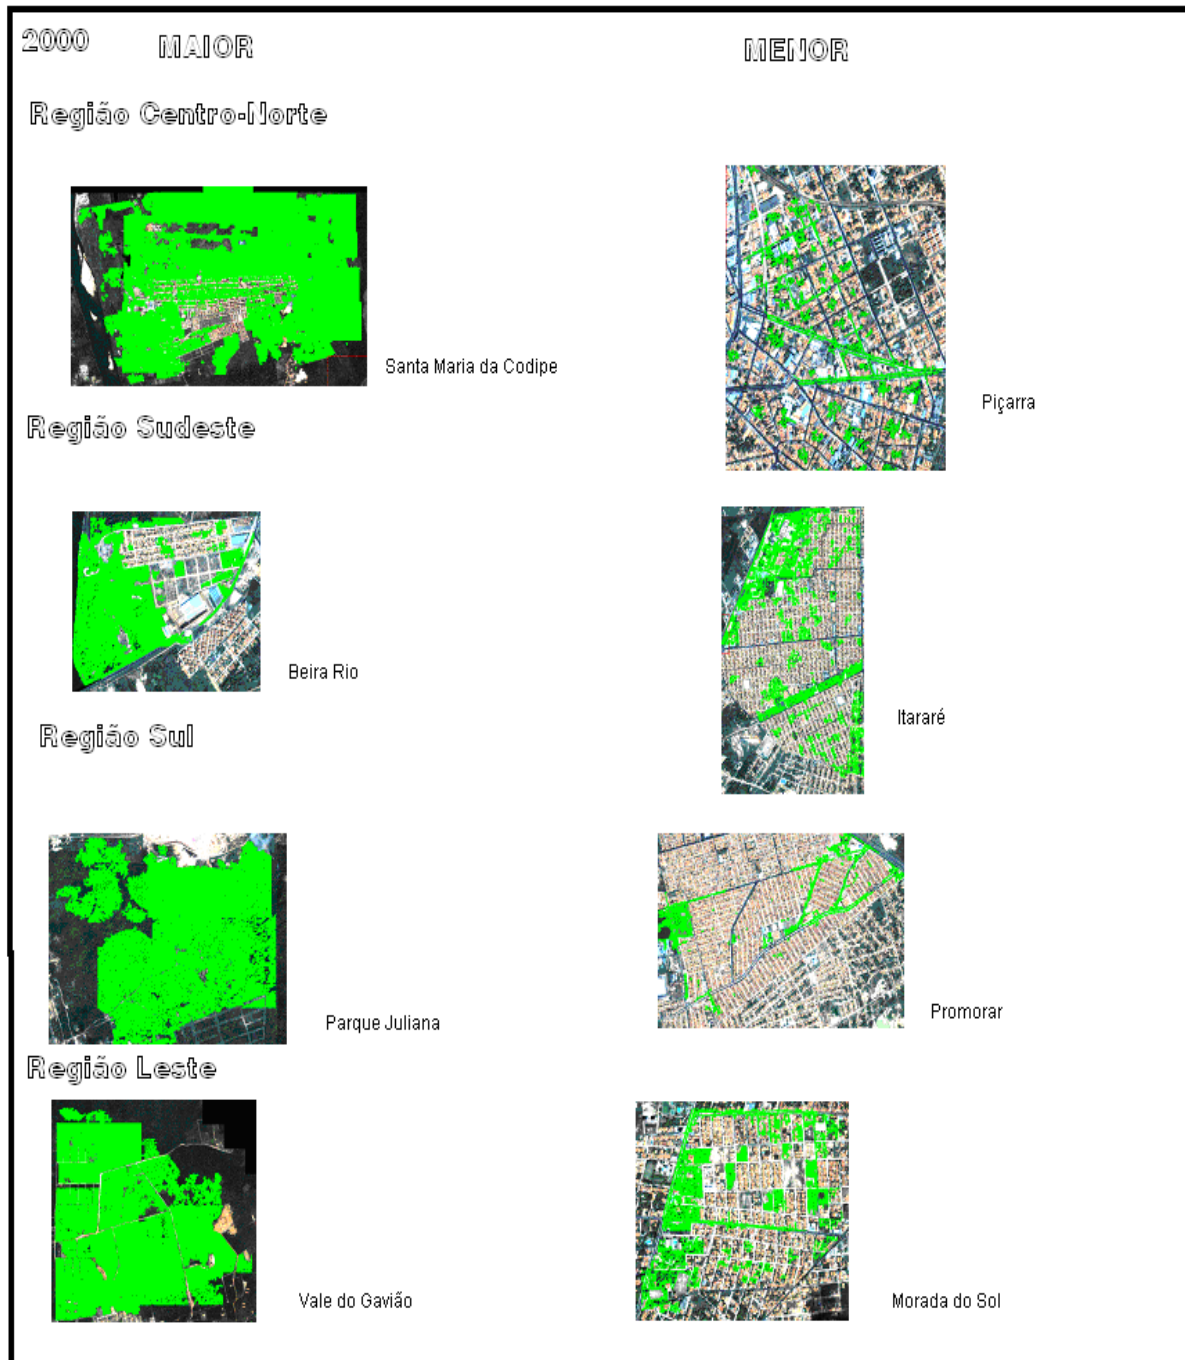 2000 MAIOR MENOR
Região Centro-Norte
Santa Maria da Codipe
Piçarra
Região Sudeste
Beira Rio
Itararé
Região Sul
Parque Juliana
Promorar
Região Leste
Vale do Gavião
Morada do Sol